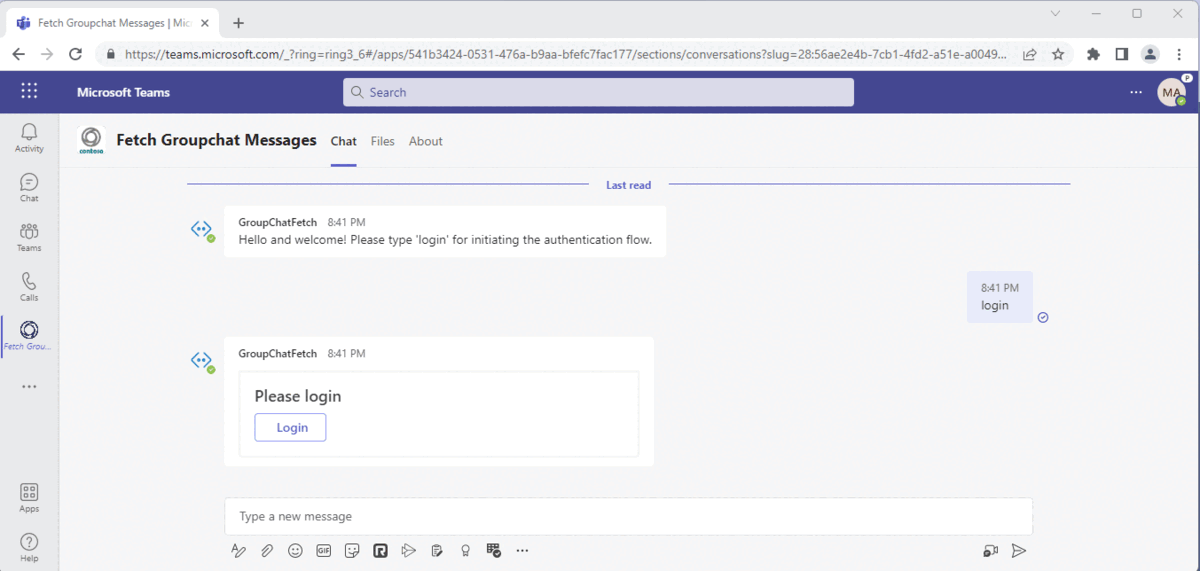 Fetch Groupchat Messages | Mic
https://teams.microsoft.com/_?ring=ring3_6#/apps/541b3424-0531-476a-b9aa-bfefc7fac177/sections/conversations?slug=28:56ae2e4b-7cb1-4fd2-a51e-a0049...
Microsoft Teams
Search
MA
P
Activity
Chat
Teams
Calls
Fetch Grou...
Apps
Help
contoso
Fetch Groupchat Messages
Chat
Files
About
Last read
GroupChatFetch 8:41 PM
Hello and welcome! Please type 'login' for initiating the authentication flow.
8:41 PM
login
GroupChatFetch 8:41 PM
Please login
Login
Type a new message
GIF